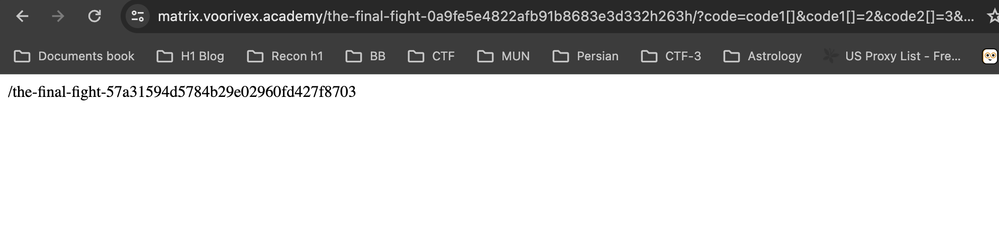 matrix.voorivex.academy/the-final-fight-0a9fe5e4822afb91b8683e3d332h263h/?code=code1[]&code1[]=2&code2[]=3&...
Documents book H1 Blog Recon h1 BB CTF MUN Persian CTF-3 Astrology US Proxy List - Fre...
/the-final-fight-57a31594d5784b29e02960fd427f8703